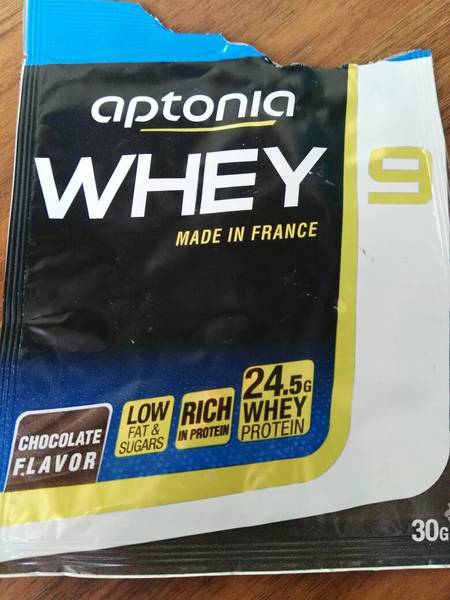 aptonia
WHEY 9
MADE IN FRANCE
CHOCOLATE
FLAVOR
LOW
FAT &
SUGARS
RICH
IN PROTEIN
24.5G
WHEY
PROTEIN
30G